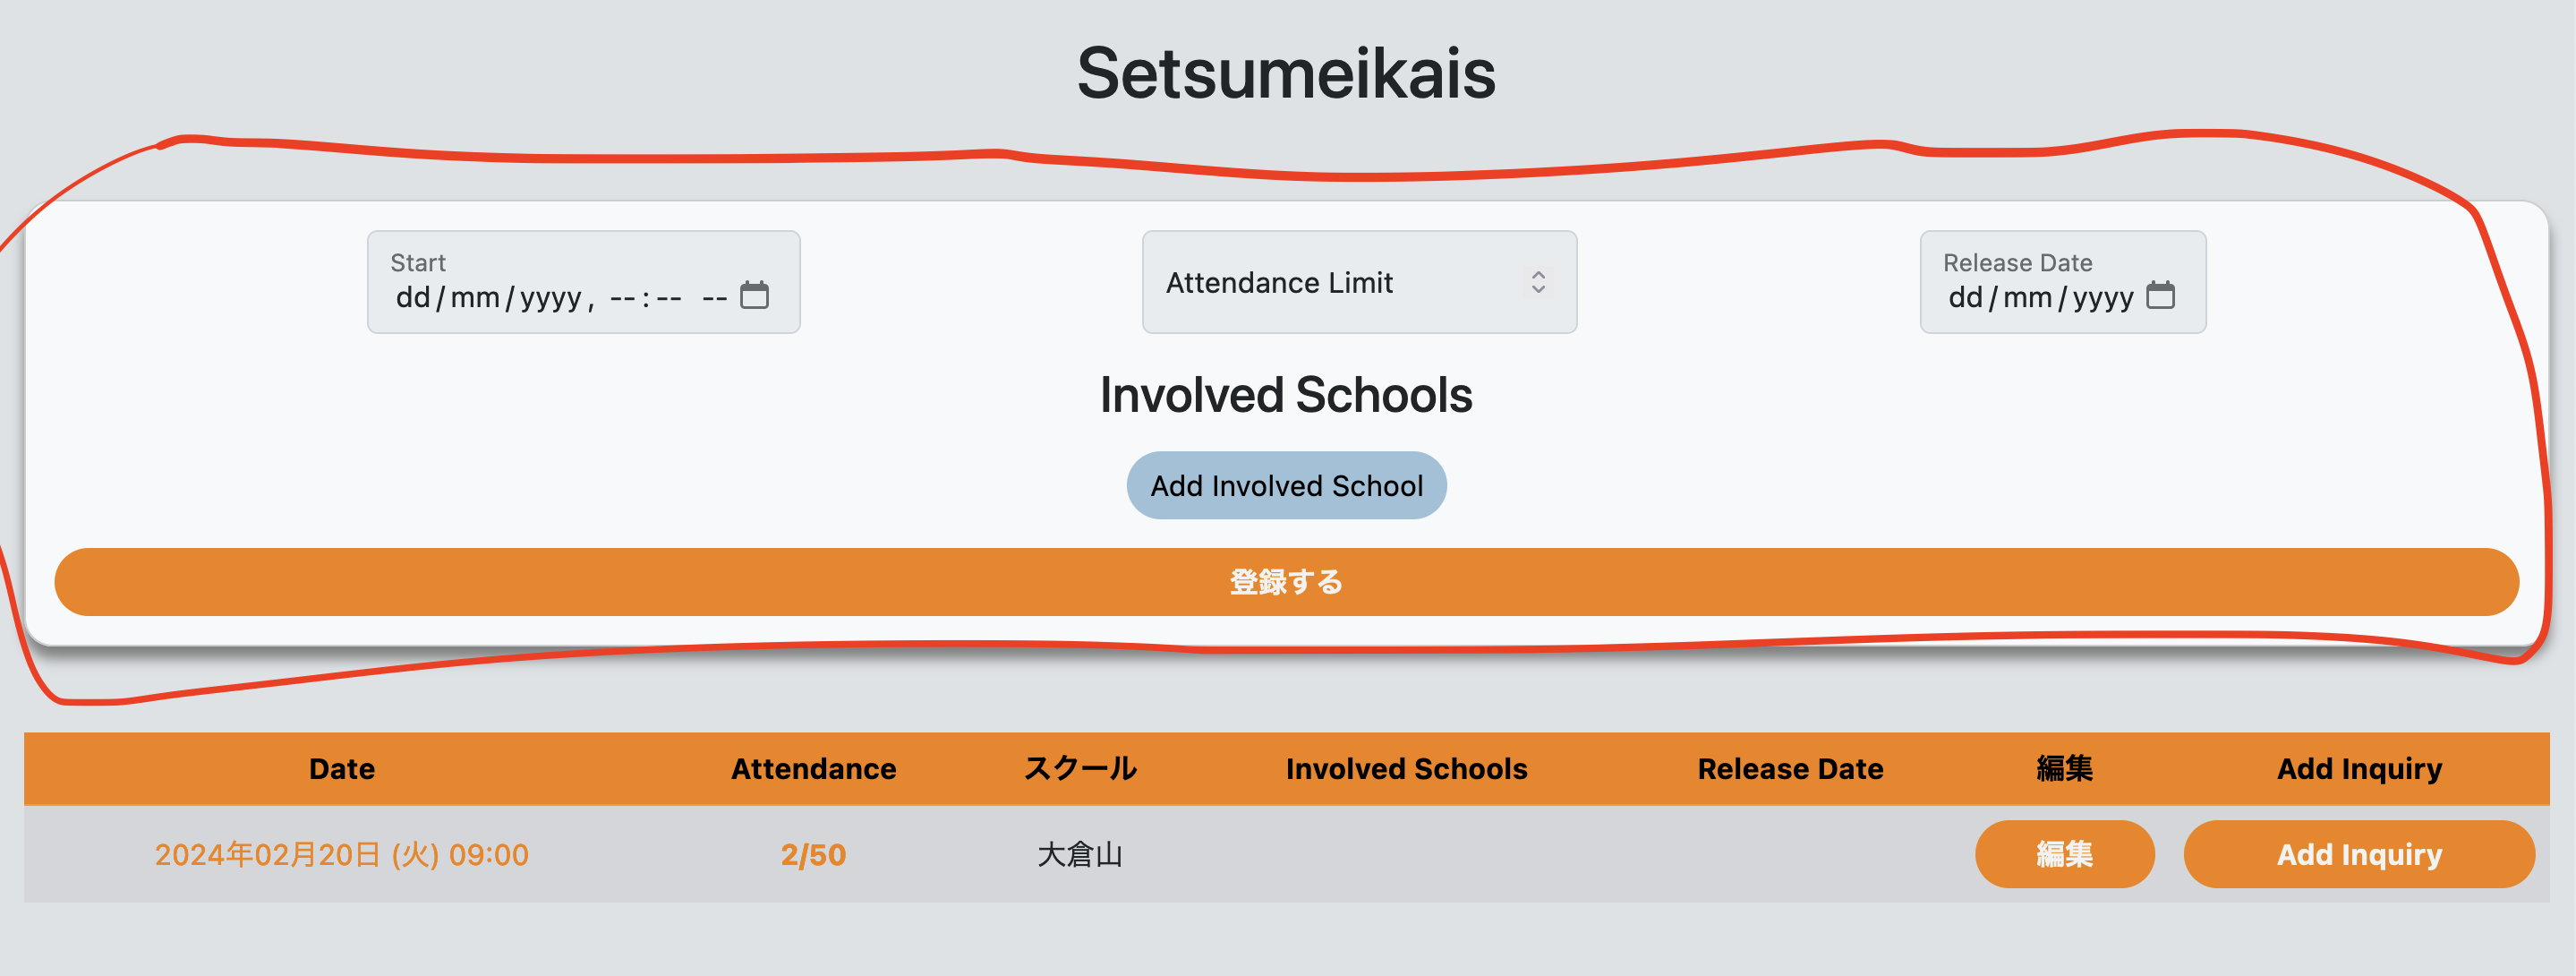 Setsumeikais
Start
dd/mm/yyyy, --:-- --
Attendance Limit
Release Date
dd/mm/yyyy
Involved Schools
Add Involved School
登録する
Date Attendance スクール Involved Schools Release Date 編集 Add Inquiry
2024年02月20日 (火) 09:00 2/50 大倉山 編集 Add Inquiry